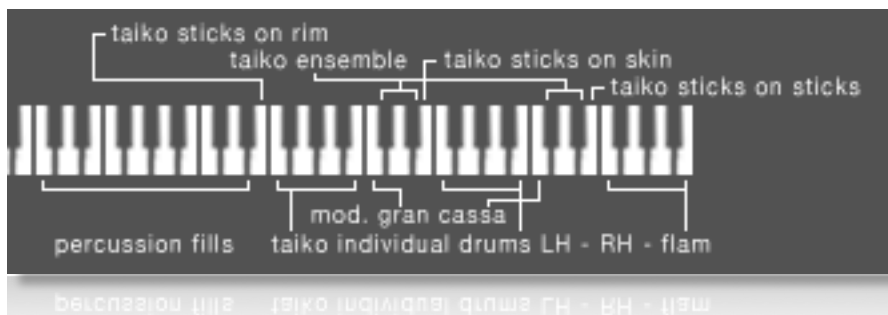 taiko sticks on rim
taiko ensemble
taiko sticks on skin
taiko sticks on sticks
mod. gran cassa
percussion fills
taiko individual drums LH - RH - flam